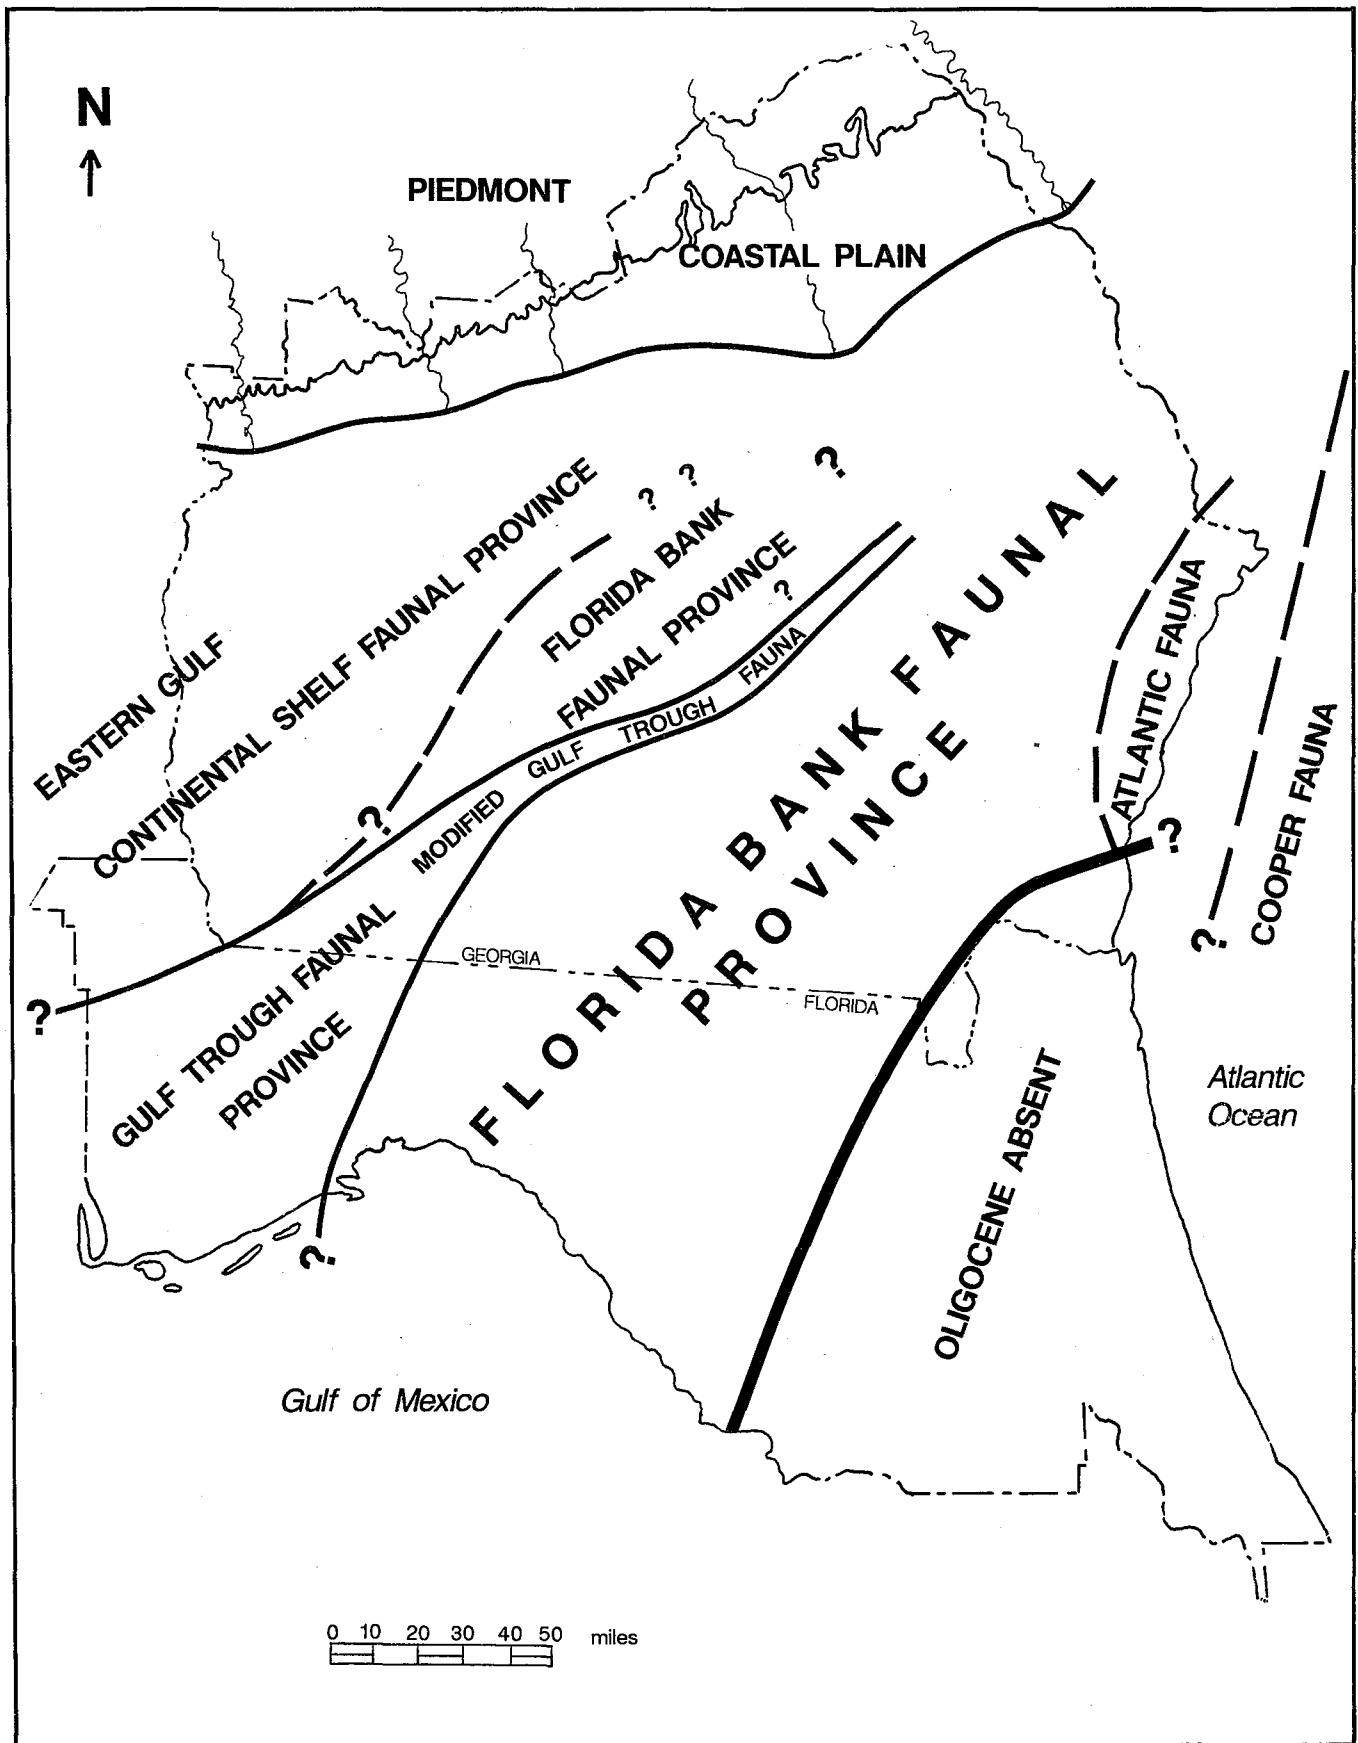 N
PIEDMONT
COASTAL PLAIN
?
? ?
EASTERN GULF
CONTINENTAL SHELF FAUNAL PROVINCE
FLORIDA BANK
FAUNAL PROVINCE
?
MODIFIED GULF TROUGH FAUNA
?
FLORIDA BANK FAUNAL
PROVINCE
ATLANTIC FAUNA
?
COOPER FAUNA
?
GULF TROUGH FAUNAL
PROVINCE
?
?
GEORGIA
FLORIDA
OLIGOCENE ABSENT
Atlantic
Ocean
Gulf of Mexico
0 10 20 30 40 50 miles